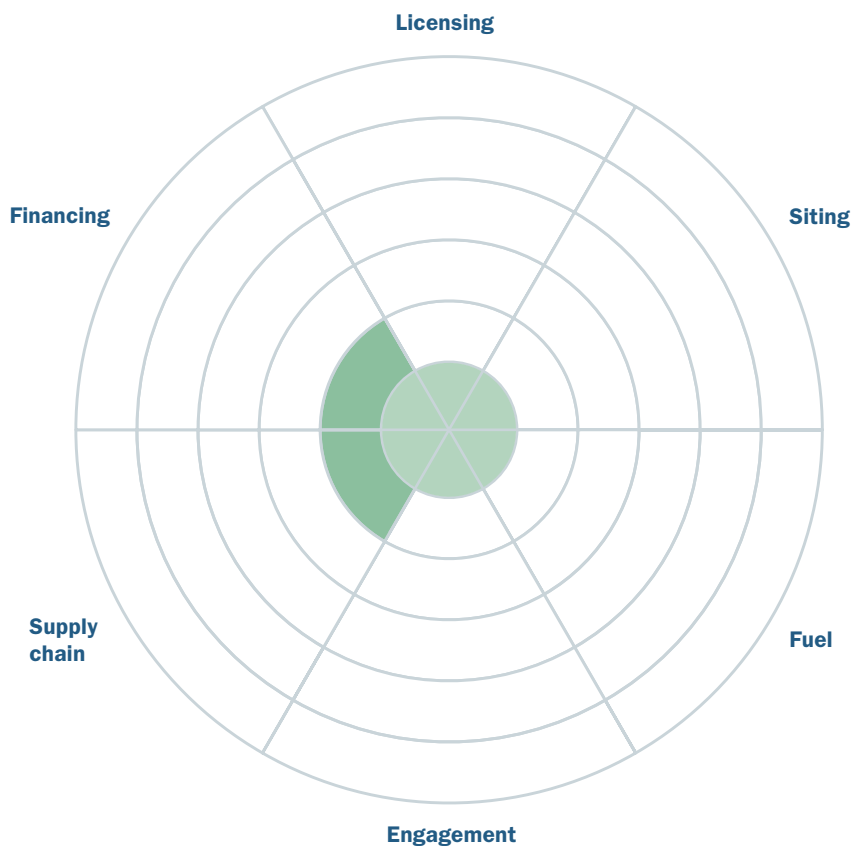 Licensing
Financing
Siting
Supply
chain
Fuel
Engagement